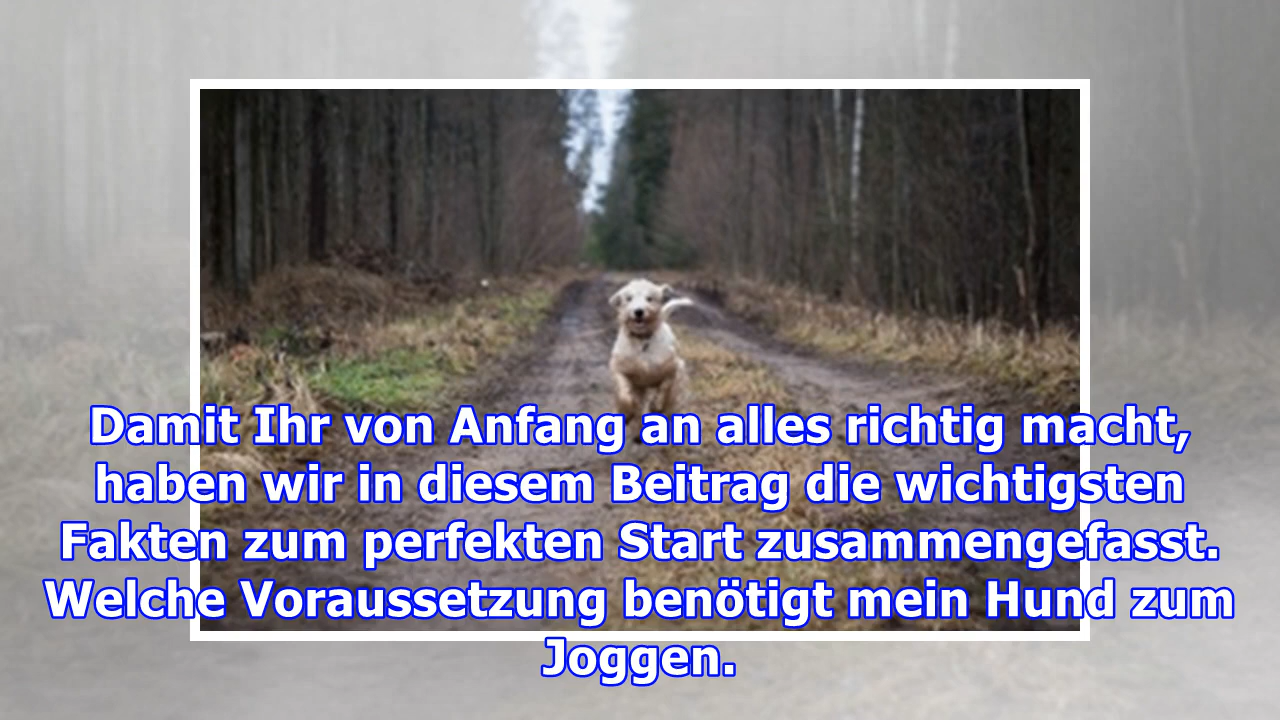 Damit Ihr von Anfang an alles richtig macht,
haben wir in diesem Beitrag die wichtigsten
Fakten zum perfekten Start zusammengefasst.
Welche Voraussetzung benötigt mein Hund zum
Joggen.